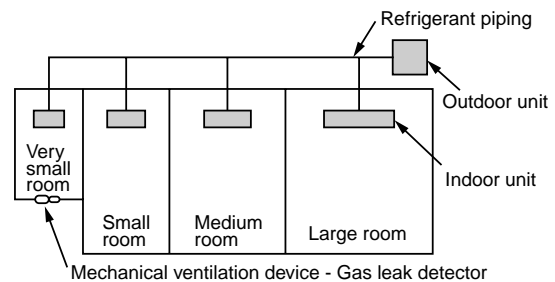 Refrigerant piping
Outdoor unit
Very
small
room
Indoor unit
Small
room
Medium
room
Large room
Mechanical ventilation device - Gas leak detector